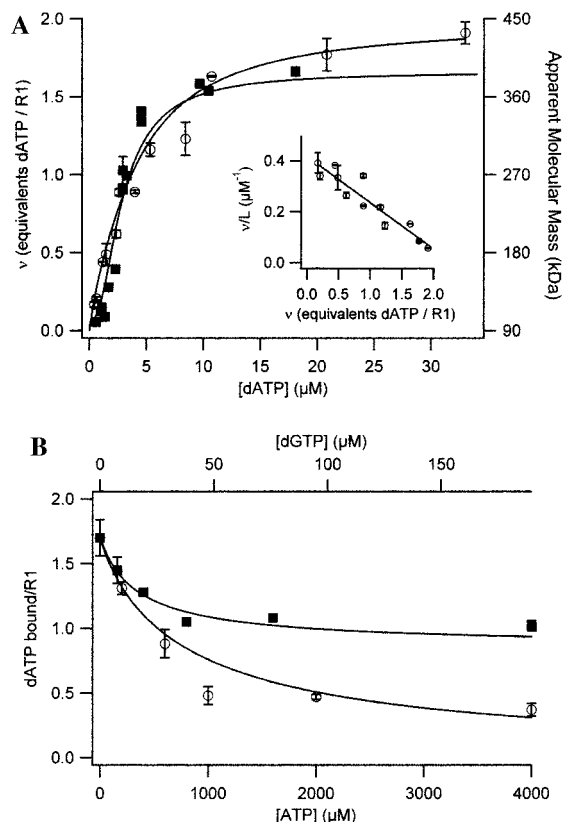 A
2.0
1.5
1.0
0.5
0.0
ν (equivalents dATP / R1)
450
360
270
180
90
Apparent Molecular Mass (kDa)
0.4
0.2
0.0
ν/L (μM⁻¹)
0.0 0.5 1.0 1.5 2.0
ν (equivalents dATP / R1)
0 5 10 15 20 25 30
[dATP] (μM)
B
[dGTP] (μM)
0 50 100 150
2.0
1.5
1.0
0.5
0.0
dATP bound/R1
0 1000 2000 3000 4000
[ATP] (μM)